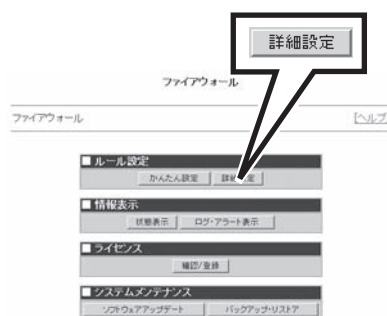 詳細設定
ファイアウォール
ファイアウォール [ヘルプ
■ ルール設定
かんたん設定 詳細設定
■ 情報表示
状態表示 ログ・アラート表示
■ ライセンス
確認/登録
■ システムメンテナンス
ソフトウェアアップデート バックアップ・リストア